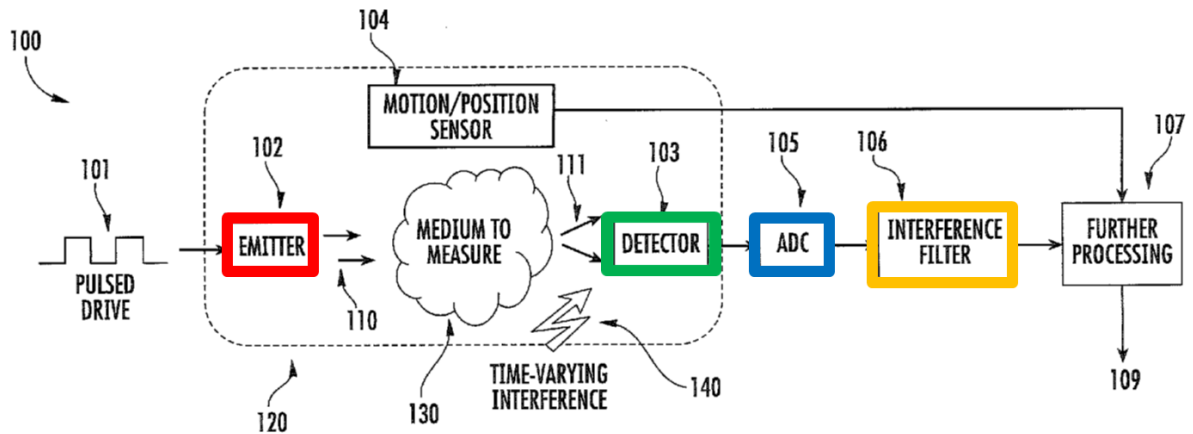 100
104
MOTION/POSITION
SENSOR
101
PULSED
DRIVE
102
EMITTER
110
MEDIUM TO
MEASURE
111
103
DETECTOR
105
ADC
106
INTERFERENCE
FILTER
107
FURTHER
PROCESSING
120
130
TIME-VARYING
INTERFERENCE
140
109